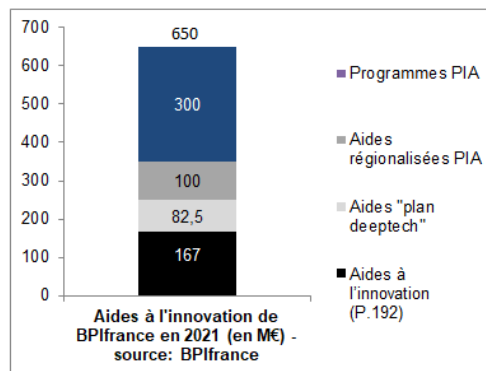 700
600
500
400
300
200
100
0
650
300
100
82,5
167
Programmes PIA
Aides
régionalisées PIA
Aides "plan
deeptech"
Aides à
l'innovation
(P.192)
Aides à l'innovation de
BPIfrance en 2021 (en M€) -
source: BPIfrance